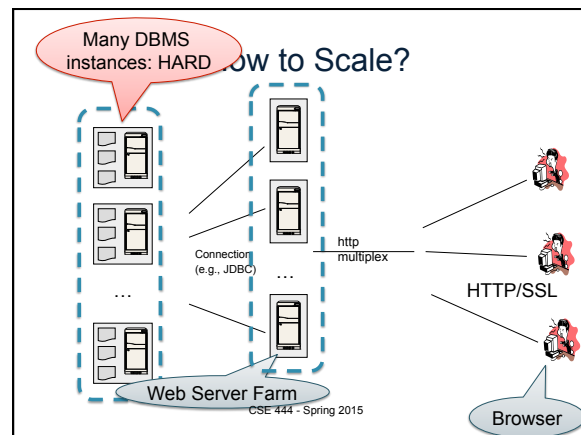 Many DBMS
instances: HARD
ow to Scale?
Connection
(e.g., JDBC)
http
multiplex
...
...
HTTP/SSL
Web Server Farm
CSE 444 - Spring 2015
Browser